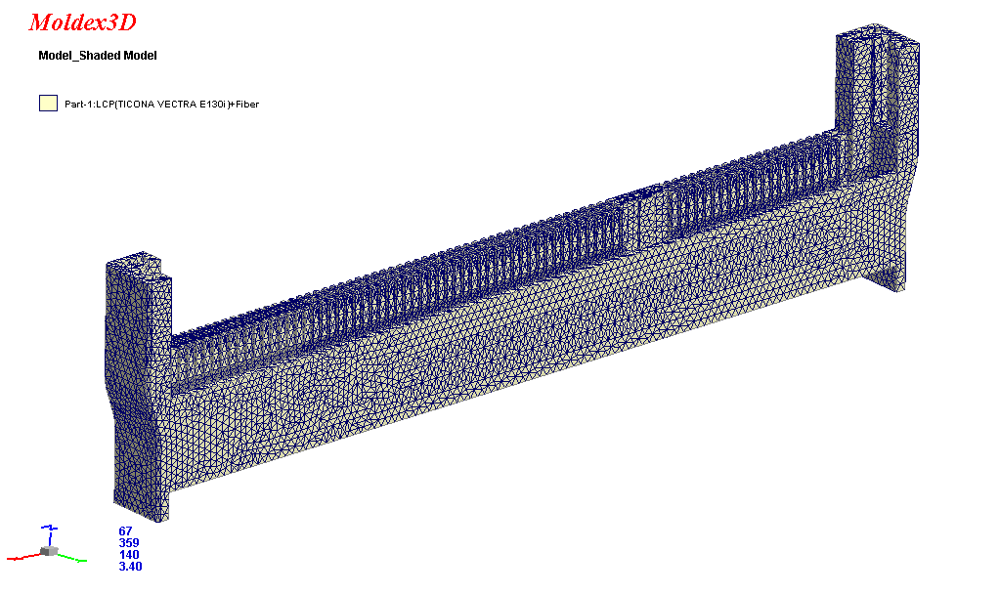 Moldex3D
Model_Shaded Model
Part-1:LCP(TICONA VECTRA E130i)+Fiber
67
359
140
3.40